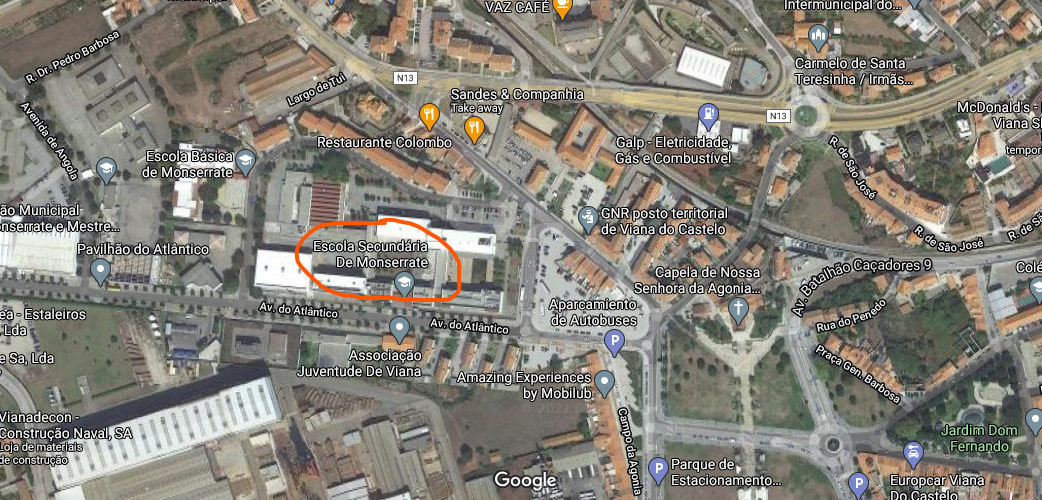 VAZ CAFÉ
Intermunicipal do...
R. Dr. Pedro Barbosa
N13
Carmelo de Santa
Teresinha / Irmãs...
Largo de Tui
Sandes & Companhia
Take away
N13
McDonald's -
Viana
tempor
Avenida de Angola
Restaurante Colombo
Galp - Eletricidade,
Gás e Combustível
Escola Básica
de Monserrate
R. de São José
ão Municipal
onserrate e Mestre...
GNR posto territorial
de Viana do Castelo
R. de São José
R. de S
Pavilhão do Atlântico
Escola Secundária
De Monserrate
Capela de Nossa
Senhora da Agonia...
Av. Batalhão Caçadores 9
Colé
Av. do Atlântico
Av. do Atlântico
Aparcamiento
de Autobuses
P
Rua do Penedo
ea - Estaleiros
Lda
e Sa, Lda
Associação
Juventude De Viana
Praça Gen. Barbosa
Amazing Experiences
by Mobilub
Vianadecon -
Construção Naval, SA
Loja de materiais
de construção
Campo da Agonia
Jardim Dom
Fernando
Google
P
Parque de
Estacionamento...
P
Europcar Viana
Do Castelo